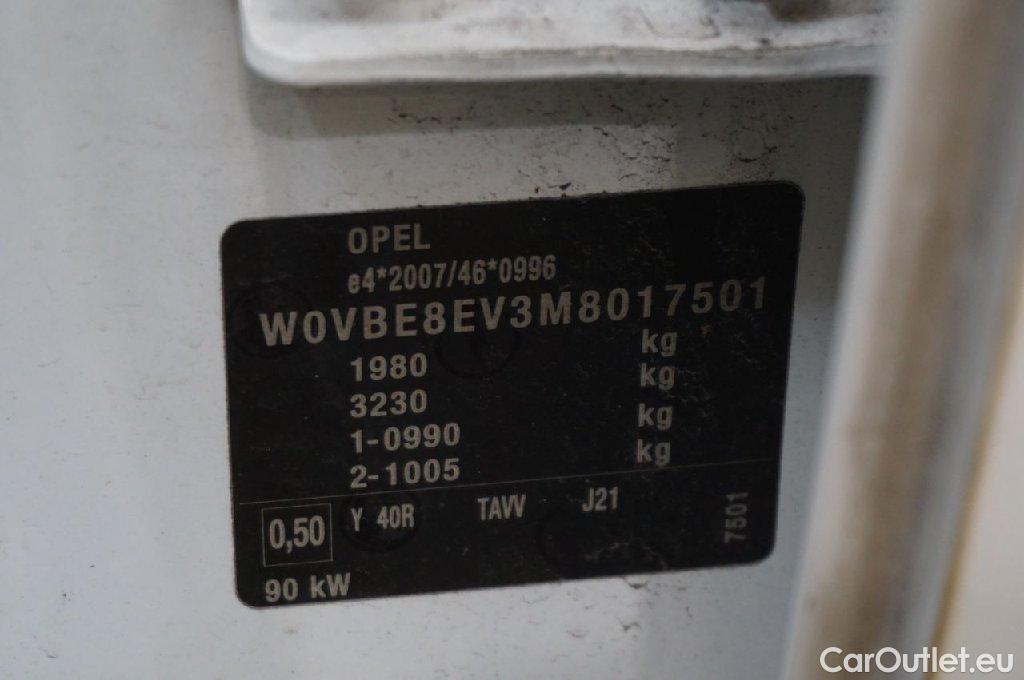 OPEL
e4*2007/46*0996
W0VBE8EV3M8017501
1980 kg
3230 kg
1-0990 kg
2-1005 kg
0,50 Y 40R TAVV J21 7501
90 kW
CarOutlet.eu